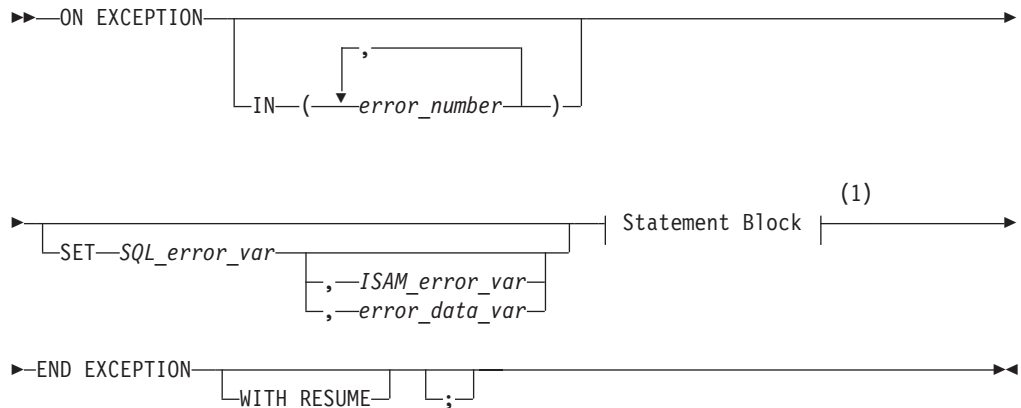 ON EXCEPTION
,
IN ( error_number )
(1)
Statement Block
SET SQL_error_var
, ISAM_error_var
, error_data_var
END EXCEPTION
WITH RESUME ;